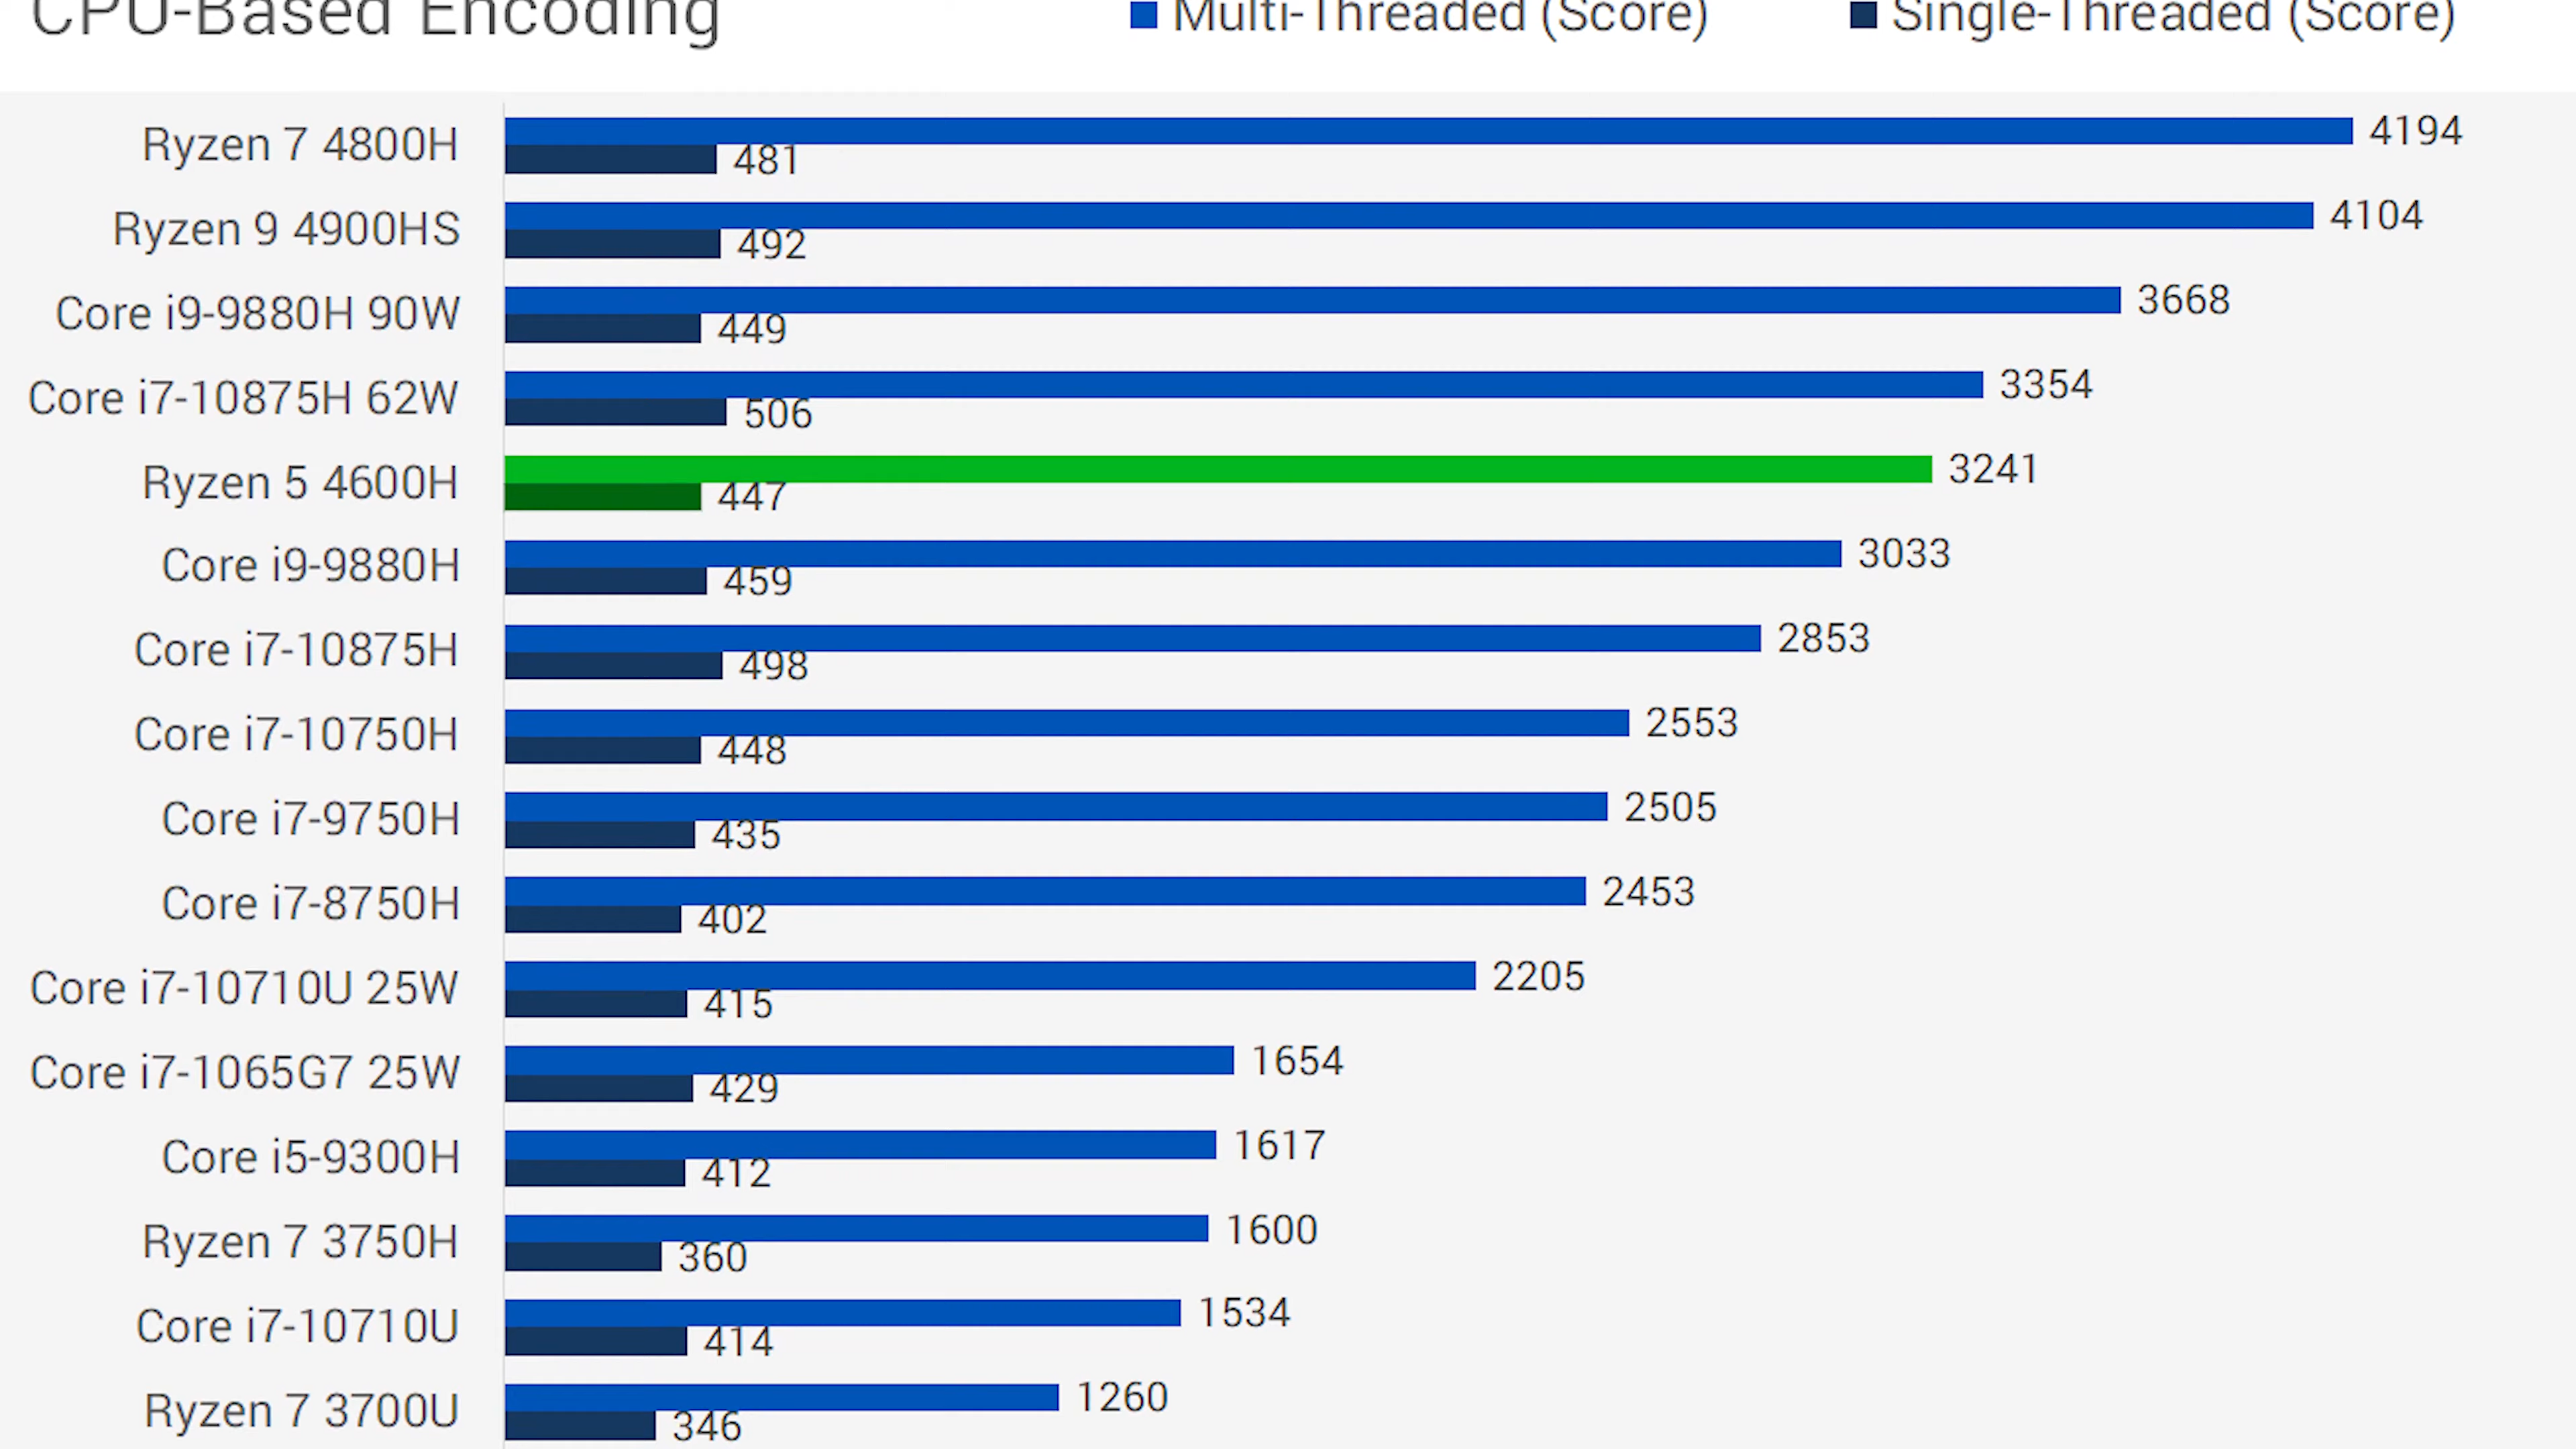 CPU-Based Encoding
Multi-Threaded (Score) Single-Threaded (Score)
Ryzen 7 4800H 4194
481
Ryzen 9 4900HS 4104
492
Core i9-9880H 90W 3668
449
Core i7-10875H 62W 3354
506
Ryzen 5 4600H 3241
447
Core i9-9880H 3033
459
Core i7-10875H 2853
498
Core i7-10750H 2553
448
Core i7-9750H 2505
435
Core i7-8750H 2453
402
Core i7-10710U 25W 2205
415
Core i7-1065G7 25W 1654
429
Core i5-9300H 1617
412
Ryzen 7 3750H 1600
360
Core i7-10710U 1534
414
Ryzen 7 3700U 1260
346